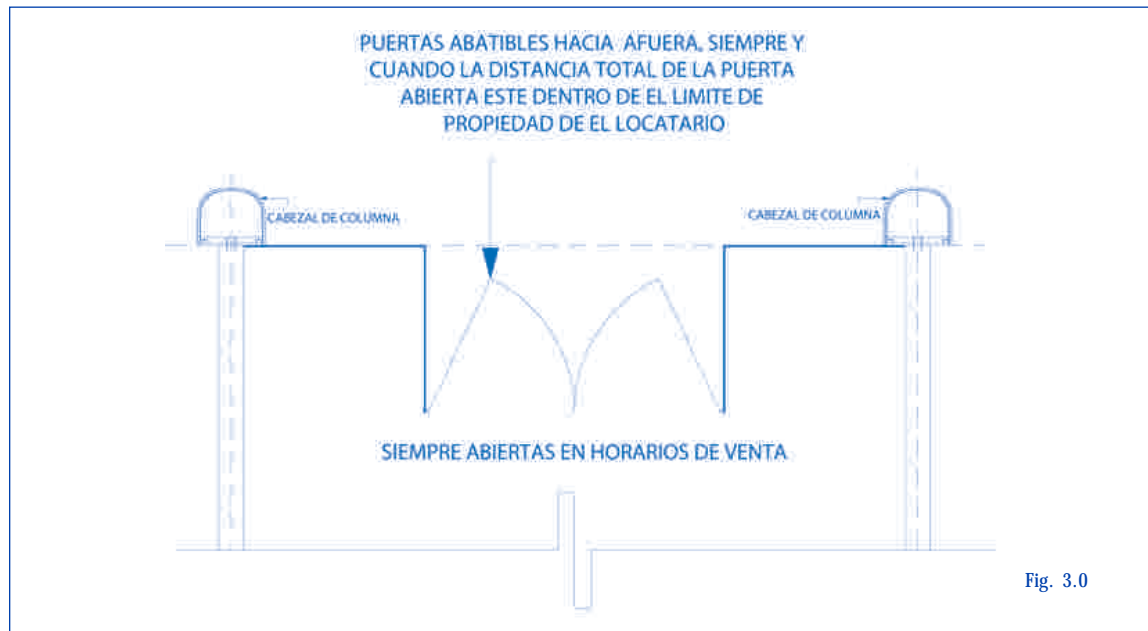 PUERTAS ABATIBLES HACIA AFUERA, SIEMPRE Y
CUANDO LA DISTANCIA TOTAL DE LA PUERTA
ABIERTA ESTE DENTRO DE EL LIMITE DE
PROPIEDAD DE EL LOCATARIO
CABEZAL DE COLUMNA
CABEZAL DE COLUMNA
SIEMPRE ABIERTAS EN HORARIOS DE VENTA
Fig. 3.0